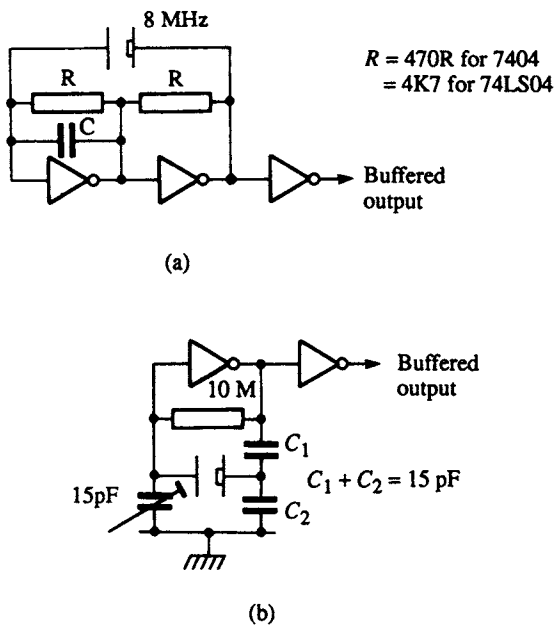 8 MHz
R = 470R for 7404
= 4K7 for 74LS04
R
R
C
Buffered
output
(a)
Buffered
output
10 M
C₁
15pF
C₁ + C₂ = 15 pF
C₂
(b)